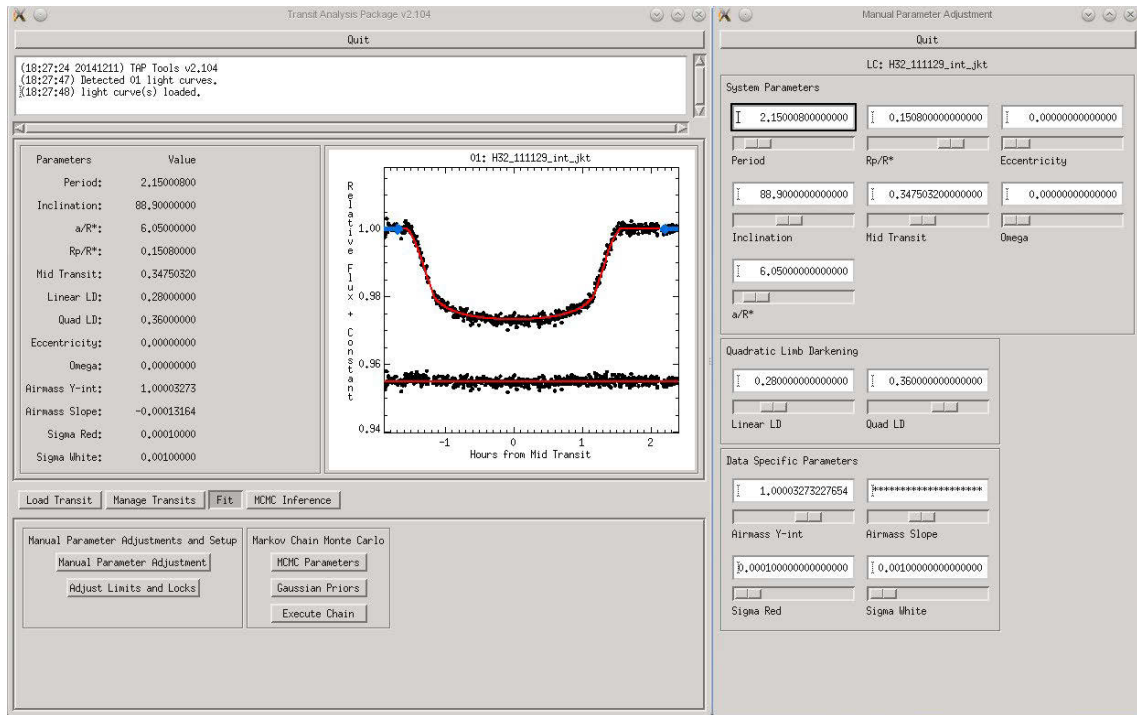 Transit Analysis Package v2.104
Quit
(18:27:24 20141211) TAP Tools v2.104
(18:27:47) Detected 01 light curves.
(18:27:48) light curve(s) loaded.
Parameters Value
Period: 2.15000800
Inclination: 88.90000000
a/R*: 6.05000000
Rp/R*: 0.15080000
Mid Transit: 0.34750320
Linear LD: 0.28000000
Quad LD: 0.36000000
Eccentricity: 0.00000000
Omega: 0.00000000
Airmass Y-int: 1.00003273
Airmass Slope: -0.00013164
Sigma Red: 0.00010000
Sigma White: 0.00100000
01: H32_111129_int_jkt
Relative Flux + Constant
1.00
0.98
0.96
0.94
-1 0 1 2
Hours from Mid Transit
Load Transit Manage Transits Fit MCMC Inference
Manual Parameter Adjustments and Setup
Manual Parameter Adjustment
Adjust Limits and Locks
Markov Chain Monte Carlo
MCMC Parameters
Gaussian Priors
Execute Chain
Manual Parameter Adjustment
Quit
LC: H32_111129_int_jkt
System Parameters
2.15000800000000 0.150800000000000 0.00000000000000
Period Rp/R* Eccentricity
88.9000000000000 0.347503200000000 0.00000000000000
Inclination Mid Transit Omega
6.05000000000000
a/R*
Quadratic Limb Darkening
0.280000000000000 0.360000000000000
Linear LD Quad LD
Data Specific Parameters
1.00003273227654 ********************
Airmass Y-int Airmass Slope
0.000100000000000000 0.00100000000000000
Sigma Red Sigma White